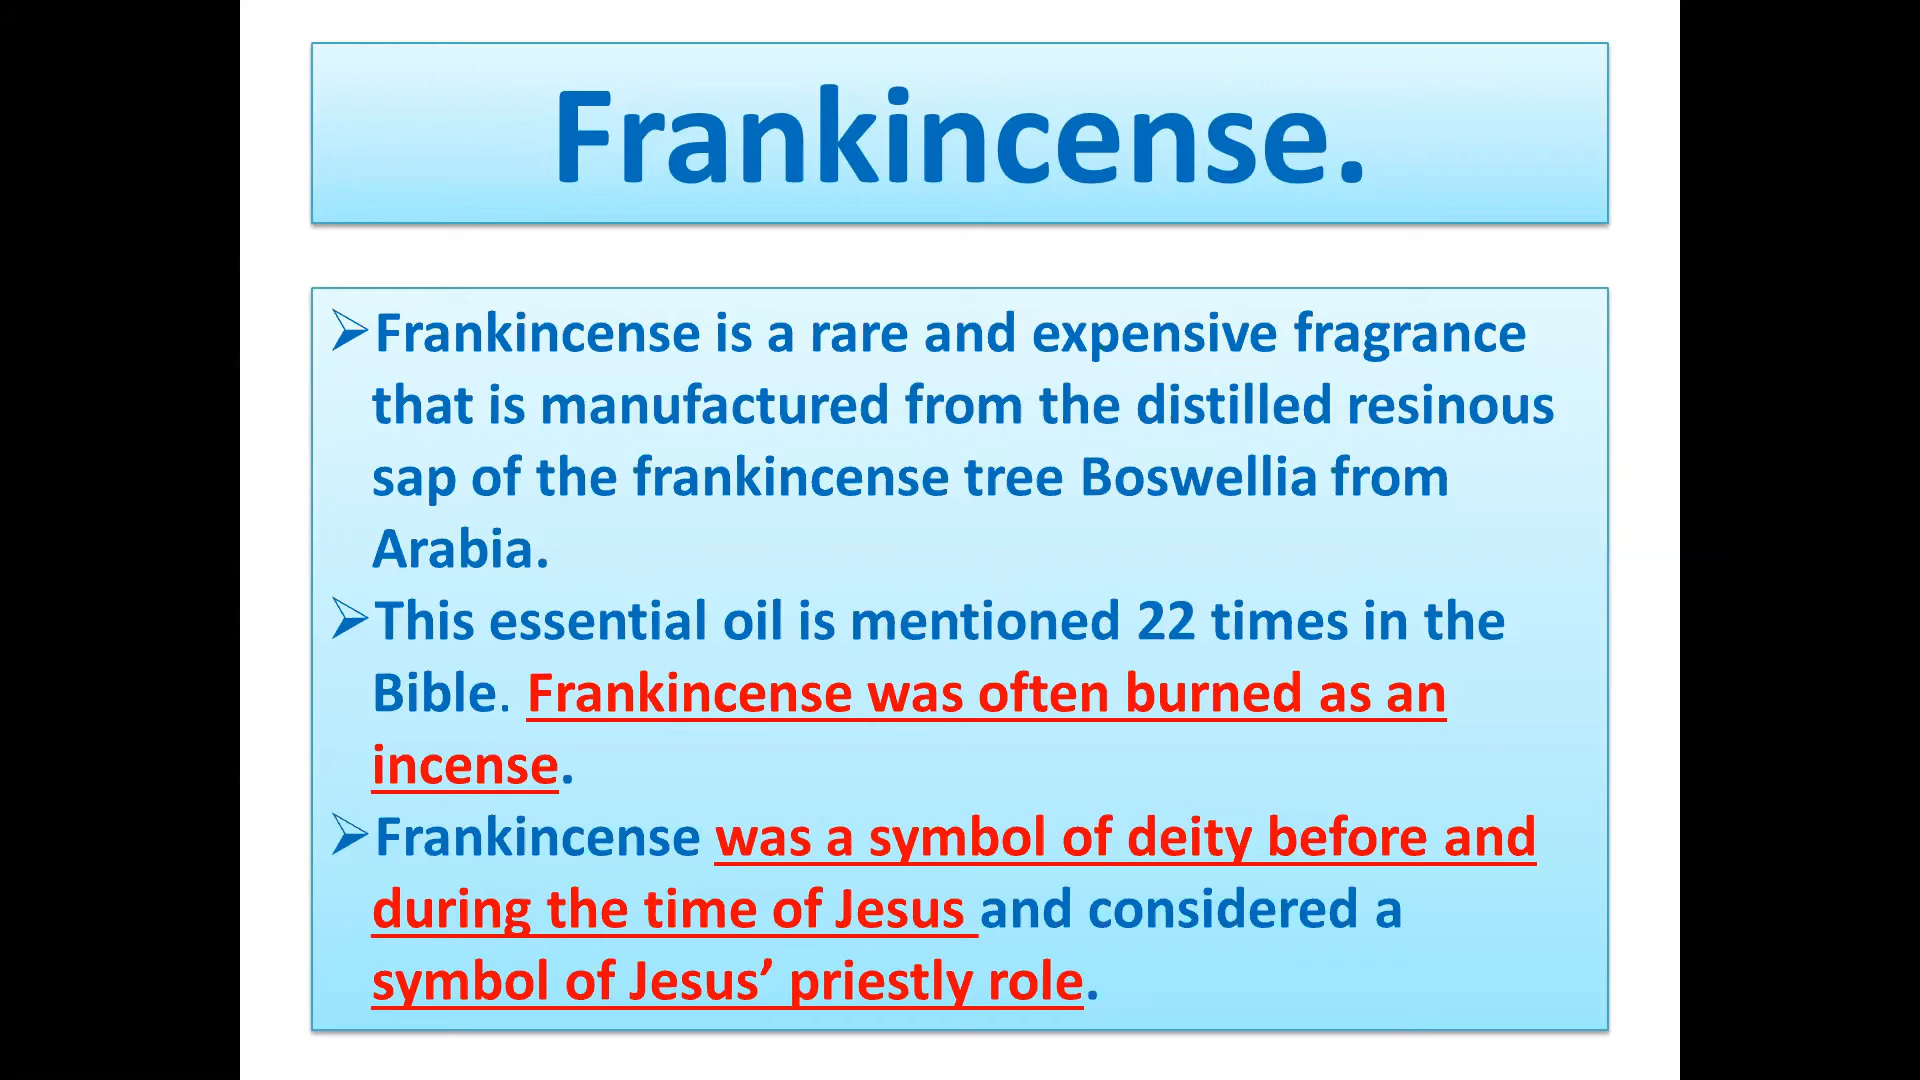 Frankincense.
➢Frankincense is a rare and expensive fragrance
that is manufactured from the distilled resinous
sap of the frankincense tree Boswellia from
Arabia.
➢This essential oil is mentioned 22 times in the
Bible. Frankincense was often burned as an
incense.
➢Frankincense was a symbol of deity before and
during the time of Jesus and considered a
symbol of Jesus’ priestly role.